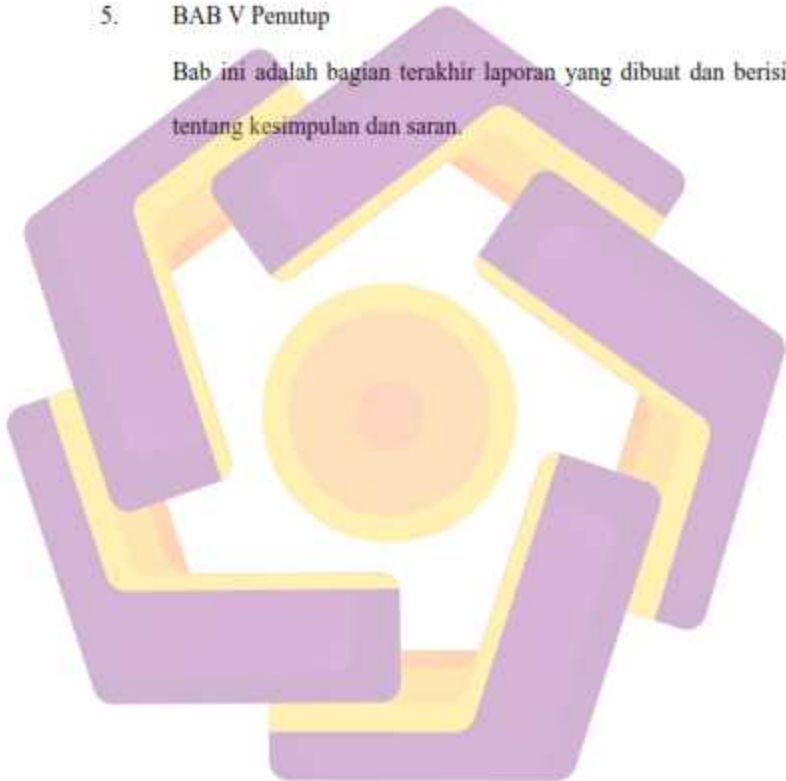 5. BAB V Penutup
Bab ini adalah bagian terakhir laporan yang dibuat dan berisi
tentang kesimpulan dan saran.